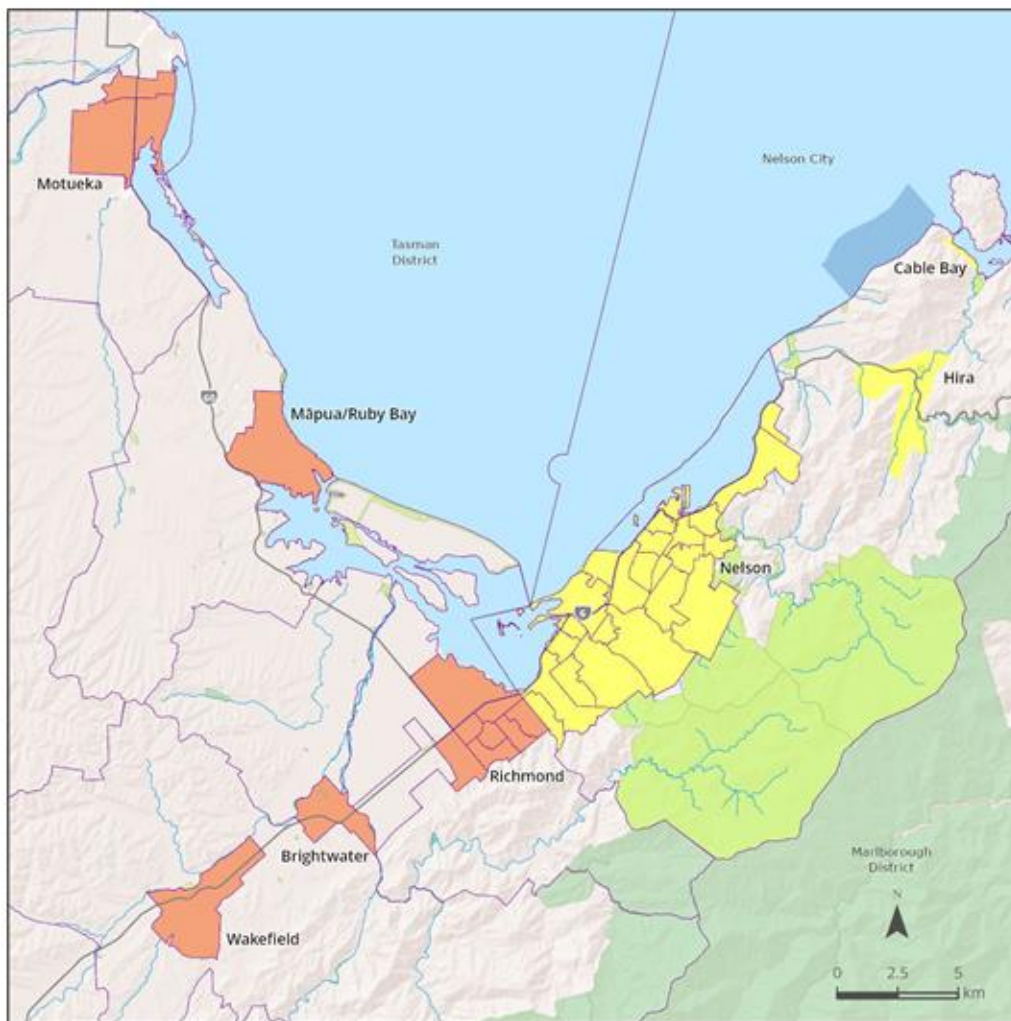 Nelson City
Motueka
Tasman
District
Cable Bay
Hira
Māpua/Ruby Bay
Nelson
6
Richmond
Brightwater
Marlborough
District
N
Wakefield
0 2.5 5
km